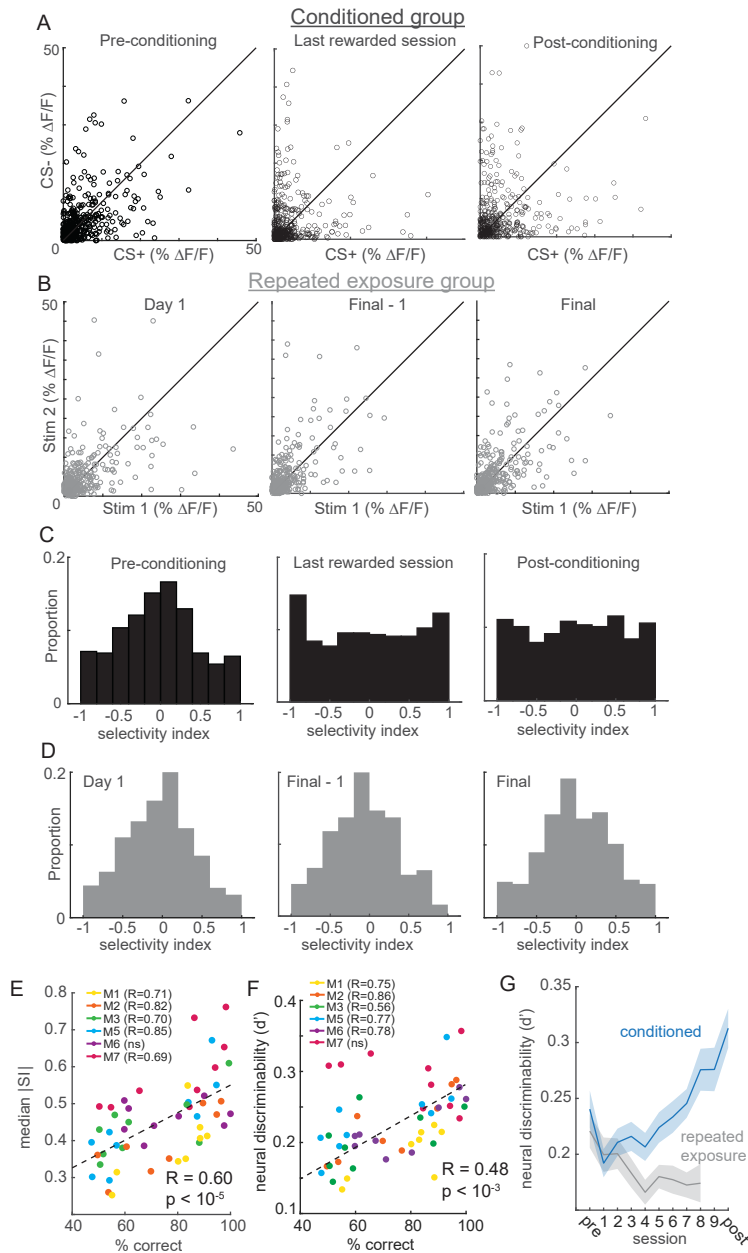 A
Conditioned group
Pre-conditioning
Last rewarded session
Post-conditioning
50
CS- (% ΔF/F)
0
CS+ (% ΔF/F)
50
CS+ (% ΔF/F)
CS+ (% ΔF/F)
B
Repeated exposure group
Day 1
Final - 1
Final
50
Stim 2 (% ΔF/F)
0
Stim 1 (% ΔF/F)
50
Stim 1 (% ΔF/F)
Stim 1 (% ΔF/F)
C
Pre-conditioning
Last rewarded session
Post-conditioning
0.2
Proportion
0
-1 -0.5 0 0.5 1
selectivity index
-1 -0.5 0 0.5 1
selectivity index
-1 -0.5 0 0.5 1
selectivity index
D
Day 1
Final - 1
Final
0.2
Proportion
0
-1 -0.5 0 0.5 1
selectivity index
-1 -0.5 0 0.5 1
selectivity index
-1 -0.5 0 0.5 1
selectivity index
E
M1 (R=0.71)
M2 (R=0.82)
M3 (R=0.70)
M5 (R=0.85)
M6 (ns)
M7 (R=0.69)
0.8
0.7
0.6
0.5
0.4
0.3
median |SI|
R = 0.60
p < 10-5
40 60 80 100
% correct
F
M1 (R=0.75)
M2 (R=0.86)
M3 (R=0.56)
M5 (R=0.77)
M6 (R=0.78)
M7 (ns)
0.4
0.3
0.2
0.1
neural discriminability (d')
R = 0.48
p < 10-3
40 60 80 100
% correct
G
0.35
0.3
0.25
0.2
neural discriminability (d')
conditioned
repeated
exposure
pre 1 2 3 4 5 6 7 8 9 post
session